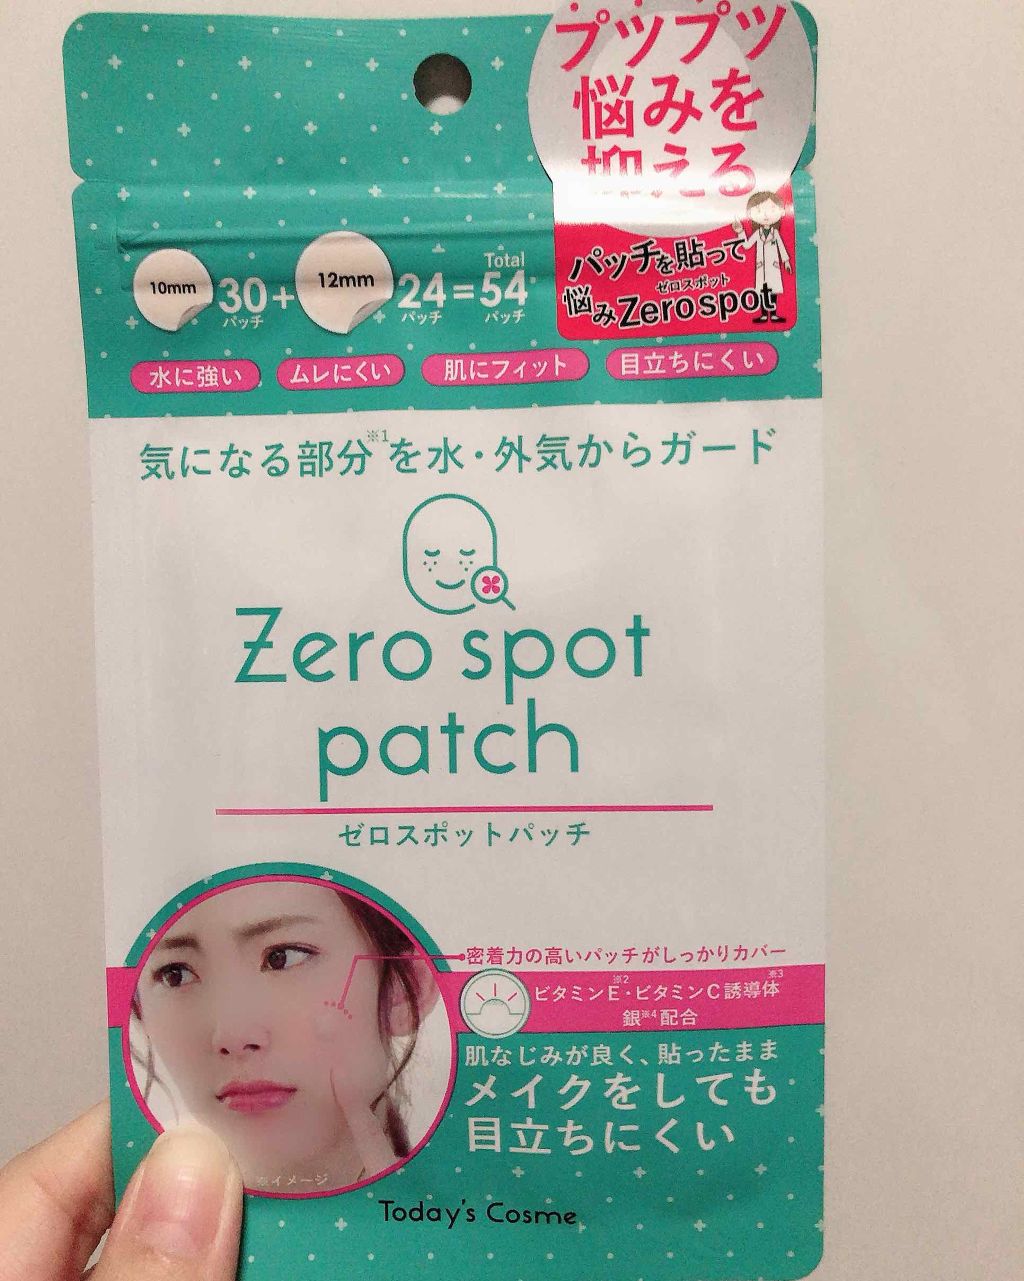 プツプツ
悩みを
抑える
パッチを貼って
ゼロスポット
悩みZero spot
10mm 30パッチ + 12mm 24パッチ = Total 54パッチ
水に強い ムレにくい 肌にフィット 目立ちにくい
気になる部分※1を水・外気からガード
Zero spot
patch
ゼロスポットパッチ
密着力の高いパッチがしっかりカバー
ビタミンE※2・ビタミンC誘導体※3
銀※4配合
肌なじみが良く、貼ったまま
メイクをしても
目立ちにくい
※イメージ
Today's Cosme